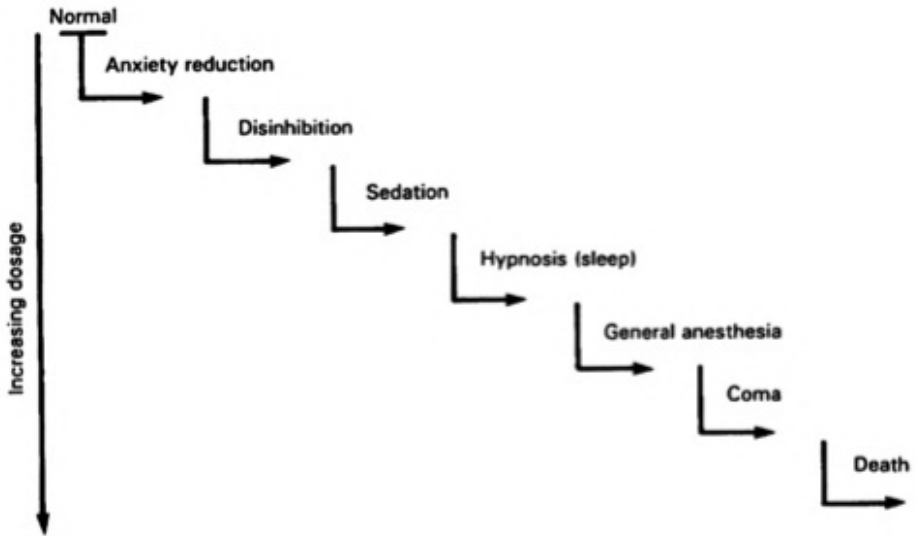 Normal
Anxiety reduction
Disinhibition
Sedation
Hypnosis (sleep)
General anesthesia
Coma
Death
Increasing dosage